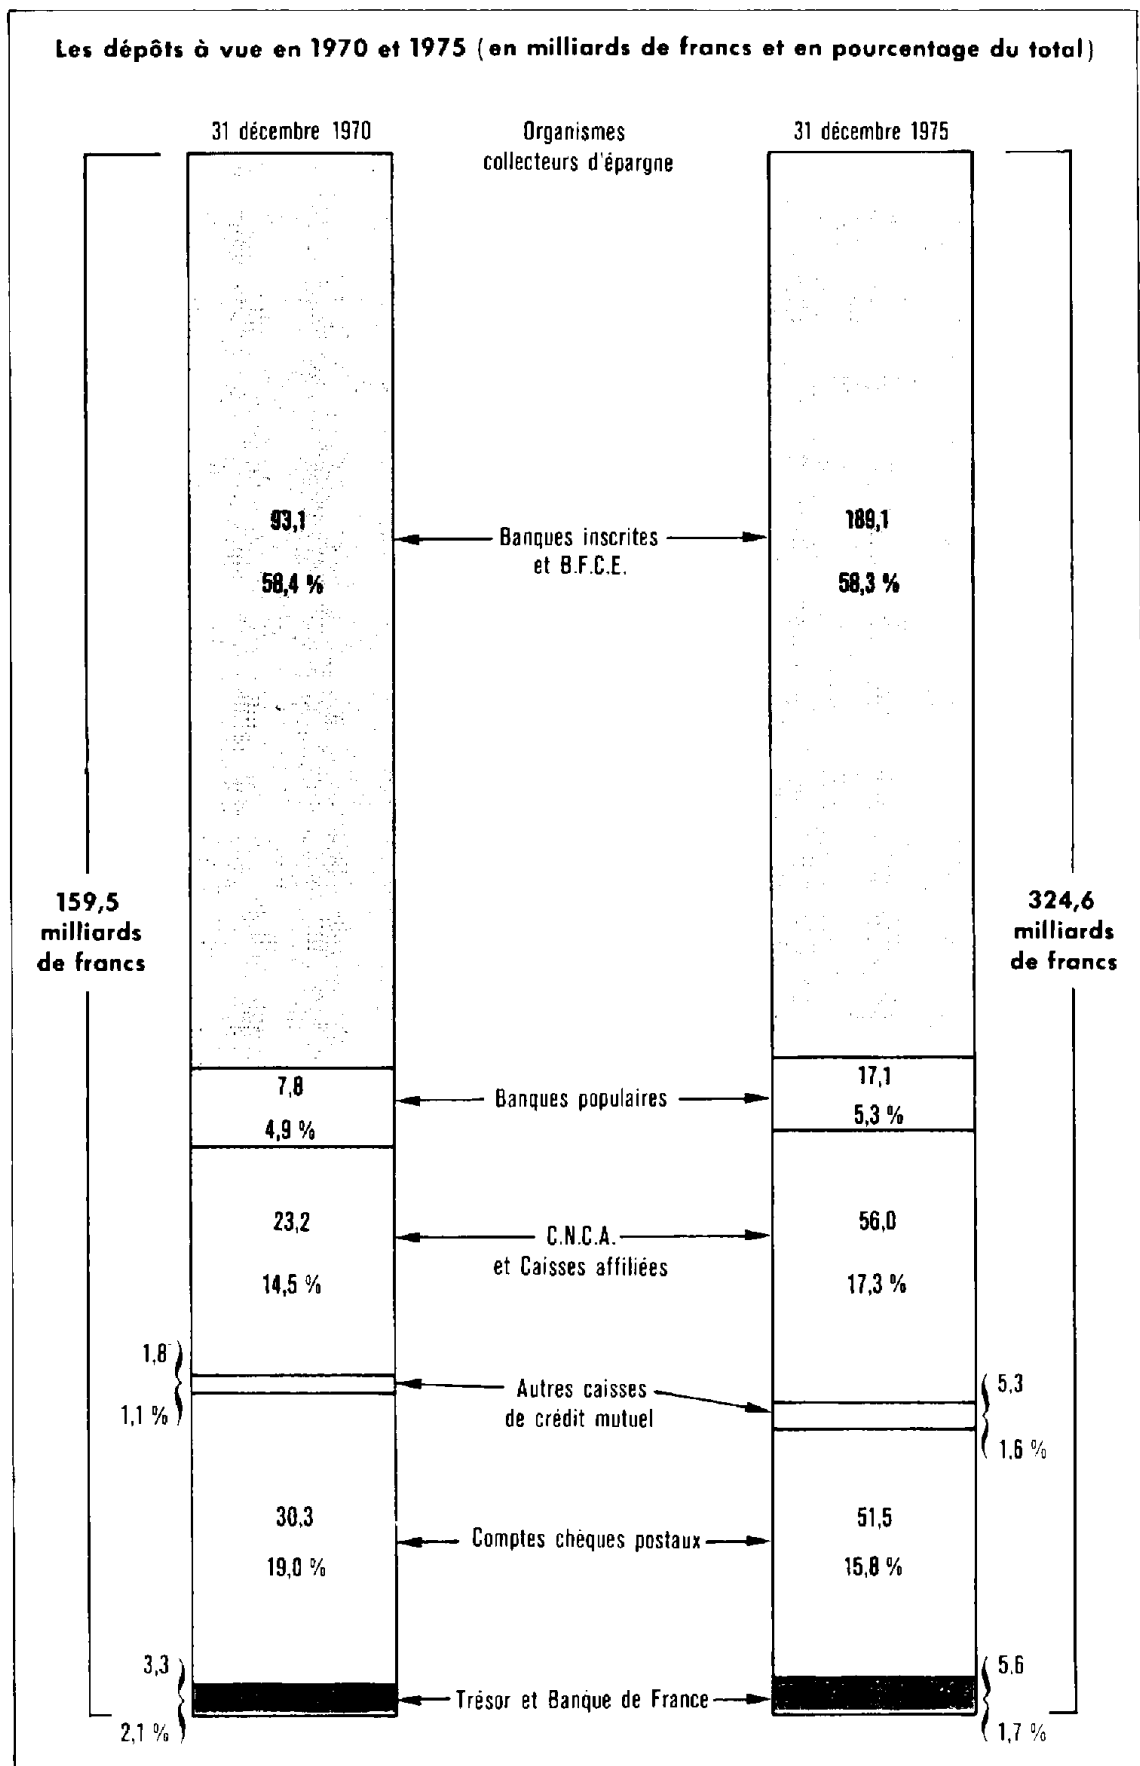 Les dépôts à vue en 1970 et 1975 (en milliards de francs et en pourcentage du total)
31 décembre 1970
Organismes
collecteurs d'épargne
31 décembre 1975
93,1
58,4 %
Banques inscrites
et B.F.C.E.
189,1
58,3 %
159,5
milliards
de francs
324,6
milliards
de francs
7,8
4,9 %
Banques populaires
17,1
5,3 %
23,2
14,5 %
C.N.C.A.
et Caisses affiliées
56,0
17,3 %
1,8
1,1 %
Autres caisses
de crédit mutuel
5,3
1,6 %
30,3
19,0 %
Comptes chèques postaux
51,5
15,8 %
3,3
2,1 %
Trésor et Banque de France
5,6
1,7 %